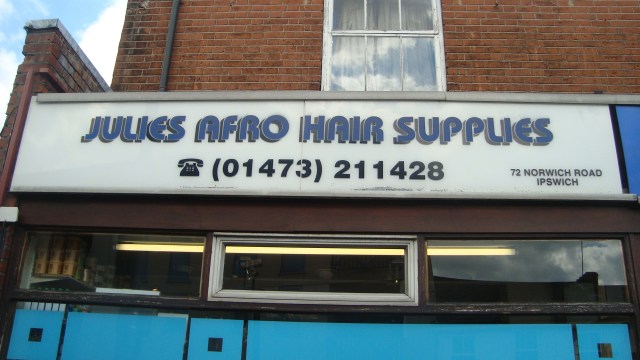 JULIES AFRO HAIR SUPPLIES
☎ (01473) 211428
72 NORWICH ROAD
IPSWICH